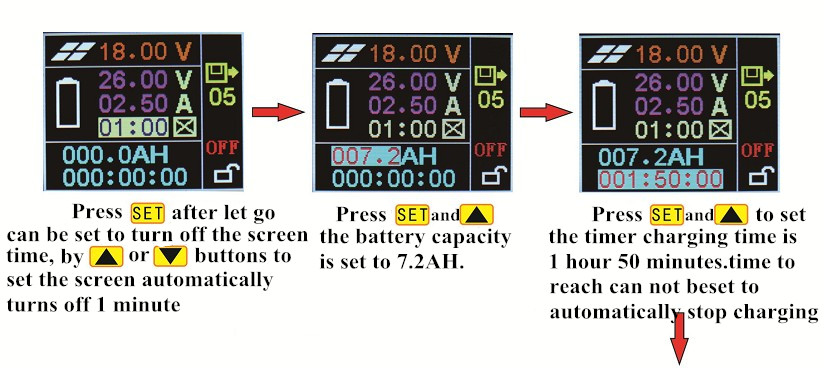 18.00 V
26.00 V
02.50 A
01:00
05
OFF
000.0AH
000:00:00
Press SET after let go
can be set to turn off the screen
time, by or buttons to
set the screen automatically
turns off 1 minute
18.00 V
26.00 V
02.50 A
01:00
05
OFF
007.2AH
000:00:00
Press SET and
the battery capacity
is set to 7.2AH.
18.00 V
26.00 V
02.50 A
01:00
05
OFF
007.2AH
001:50:00
Press SET and to set
the timer charging time is
1 hour 50 minutes.time to
reach can not beset to
automatically stop charging